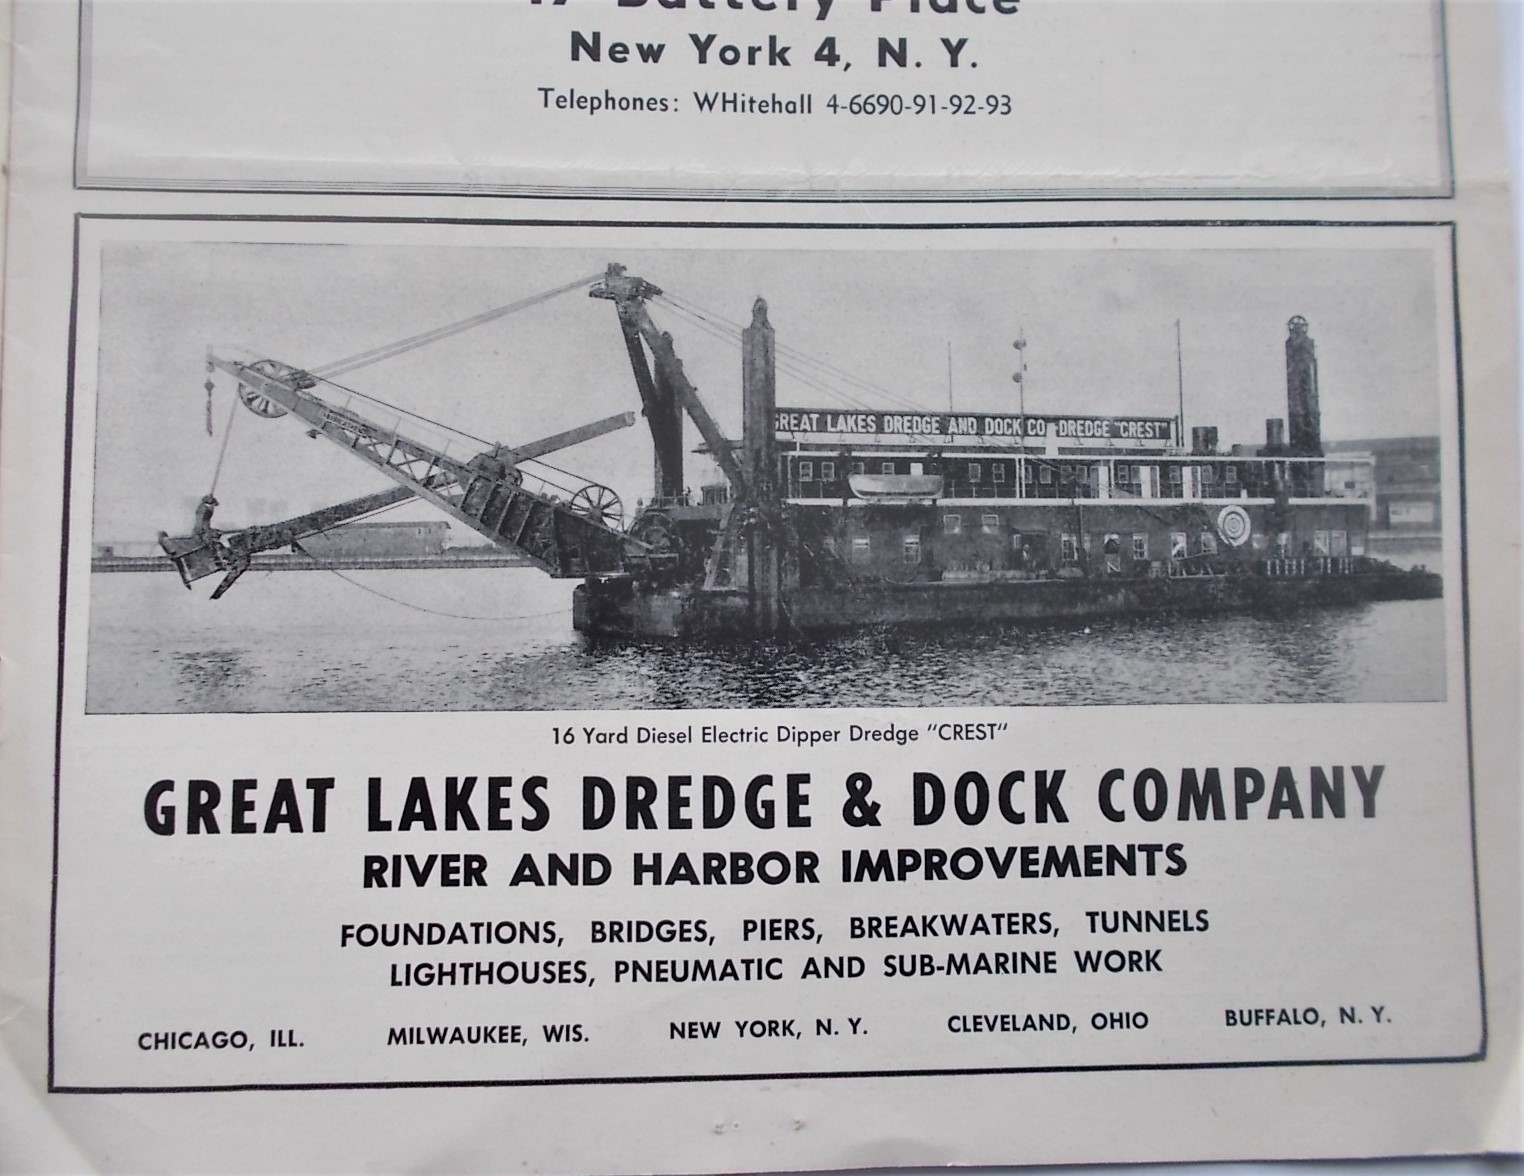 Battery Place
New York 4, N. Y.
Telephones: WHitehall 4-6690-91-92-93
GREAT LAKES DREDGE AND DOCK CO. DREDGE "CREST"
16 Yard Diesel Electric Dipper Dredge "CREST"
GREAT LAKES DREDGE & DOCK COMPANY
RIVER AND HARBOR IMPROVEMENTS
FOUNDATIONS, BRIDGES, PIERS, BREAKWATERS, TUNNELS
LIGHTHOUSES, PNEUMATIC AND SUB-MARINE WORK
CHICAGO, ILL. MILWAUKEE, WIS. NEW YORK, N. Y. CLEVELAND, OHIO BUFFALO, N. Y.